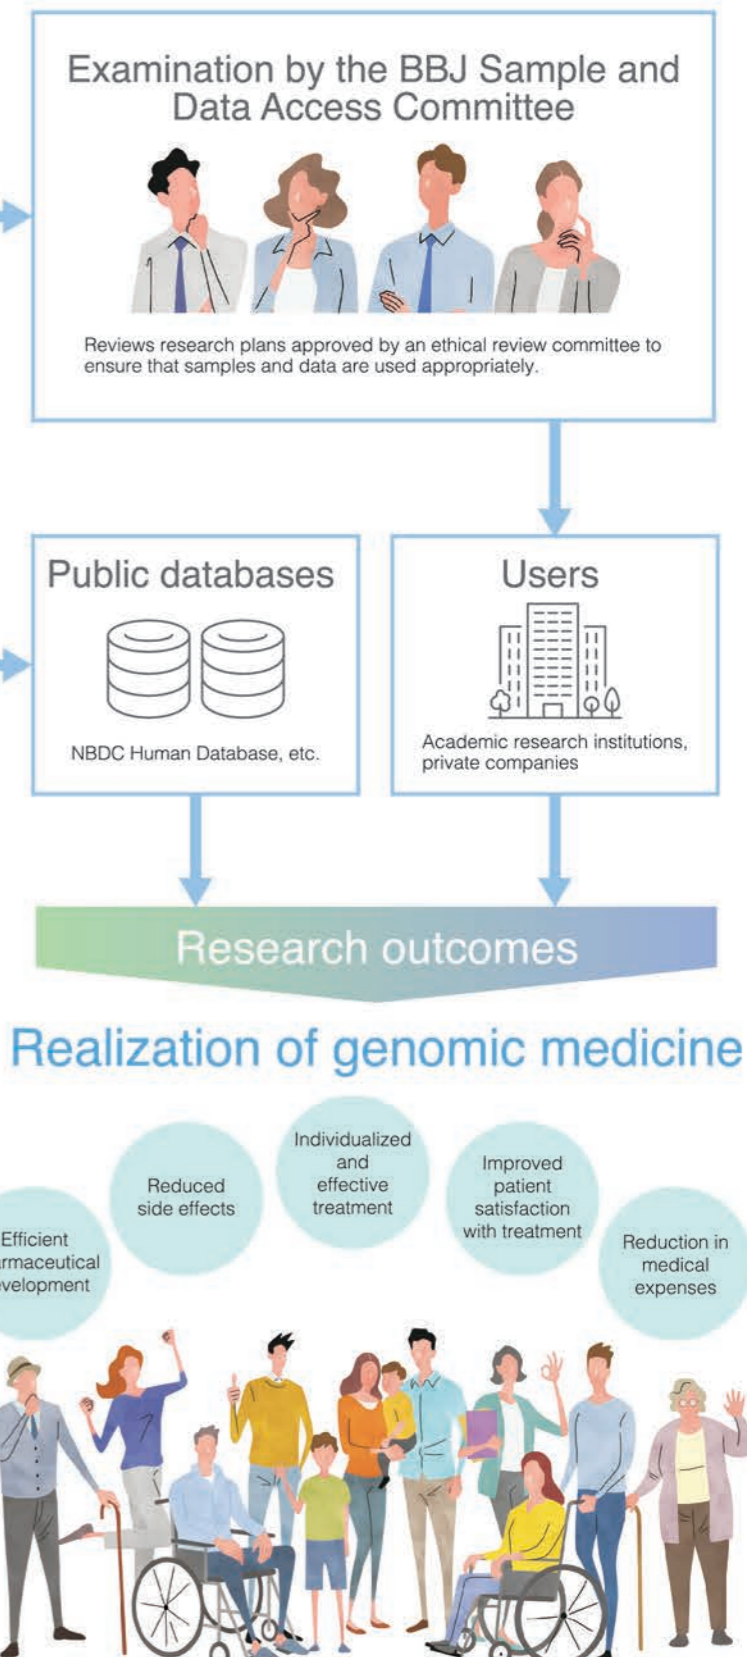 Examination by the BBJ Sample and
Data Access Committee
Reviews research plans approved by an ethical review committee to
ensure that samples and data are used appropriately.
Public databases
NBDC Human Database, etc.
Users
Academic research institutions,
private companies
Research outcomes
Realization of genomic medicine
Efficient
rmaceutical
velopment
Reduced
side effects
Individualized
and
effective
treatment
Improved
patient
satisfaction
with treatment
Reduction in
medical
expenses